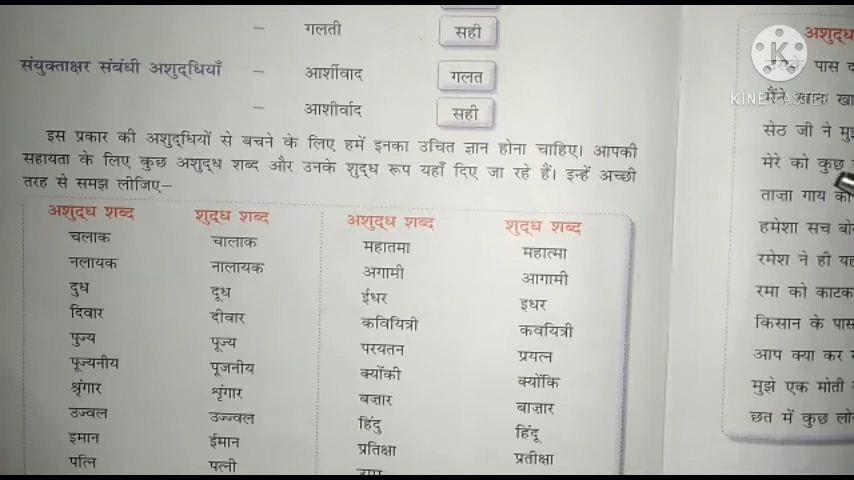 – गलती सही
संयुक्ताक्षर संबंधी अशुद्धियाँ – आर्शीवाद गलत
– आशीर्वाद सही
इस प्रकार की अशुद्धियों से बचने के लिए हमें इनका उचित ज्ञान होना चाहिए। आपकी
सहायता के लिए कुछ अशुद्ध शब्द और उनके शुद्ध रूप यहाँ दिए जा रहे हैं। इन्हें अच्छी
तरह से समझ लीजिए–
अशुद्ध शब्द शुद्ध शब्द अशुद्ध शब्द शुद्ध शब्द
चलाक चालाक महातमा महात्मा
नलायक नालायक अगामी आगामी
दुध दूध ईधर इधर
दिवार दीवार कवियित्री कवयित्री
पुज्य पूज्य परयतन प्रयत्न
पूज्यनीय पूजनीय क्योंकी क्योंकि
श्रृंगार शृंगार बज़ार बाज़ार
उज्वल उज्ज्वल हिंदु हिंदू
इमान ईमान प्रतिक्षा प्रतीक्षा
पत्नि पत्नी
अशुद्ध
पास
मैंने खाना खा
सेठ जी ने मु
मेरे को कुछ
ताज़ा गाय की
हमेशा सच बो
रमेश ने ही यह
रमा को काटक
किसान के पास
आप क्या कर
मुझे एक मोती
छत में कुछ लो
KINEMASTER